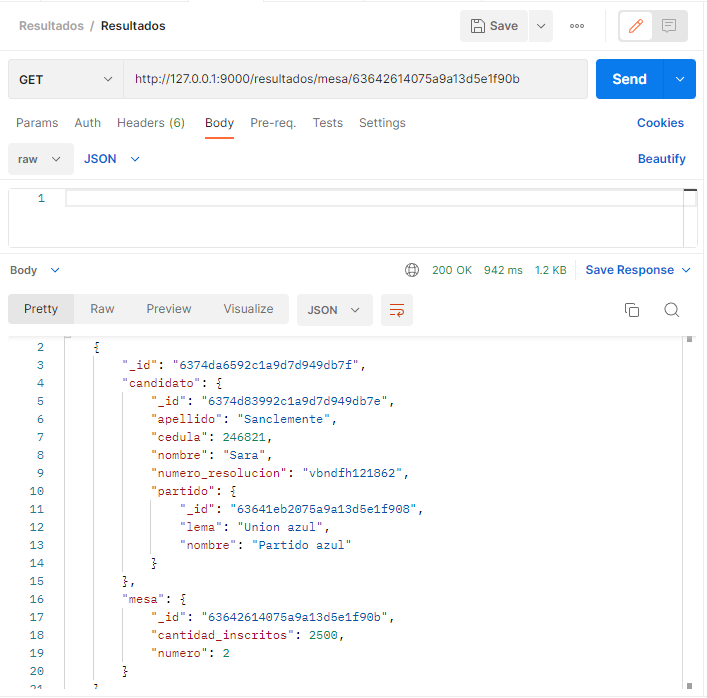 Resultados / Resultados
Save
GET
http://127.0.0.1:9000/resultados/mesa/63642614075a9a13d5e1f90b
Send
Params Auth Headers (6) Body Pre-req. Tests Settings Cookies
raw JSON Beautify
1
Body 200 OK 942 ms 1.2 KB Save Response
Pretty Raw Preview Visualize JSON
2 {
3 "_id": "6374da6592c1a9d7d949db7f",
4 "candidato": {
5 "_id": "6374d83992c1a9d7d949db7e",
6 "apellido": "Sanclemente",
7 "cedula": 246821,
8 "nombre": "Sara",
9 "numero_resolucion": "vbndfh121862",
10 "partido": {
11 "_id": "63641eb2075a9a13d5e1f908",
12 "lema": "Union azul",
13 "nombre": "Partido azul"
14 }
15 },
16 "mesa": {
17 "_id": "63642614075a9a13d5e1f90b",
18 "cantidad_inscritos": 2500,
19 "numero": 2
20 }
21 }